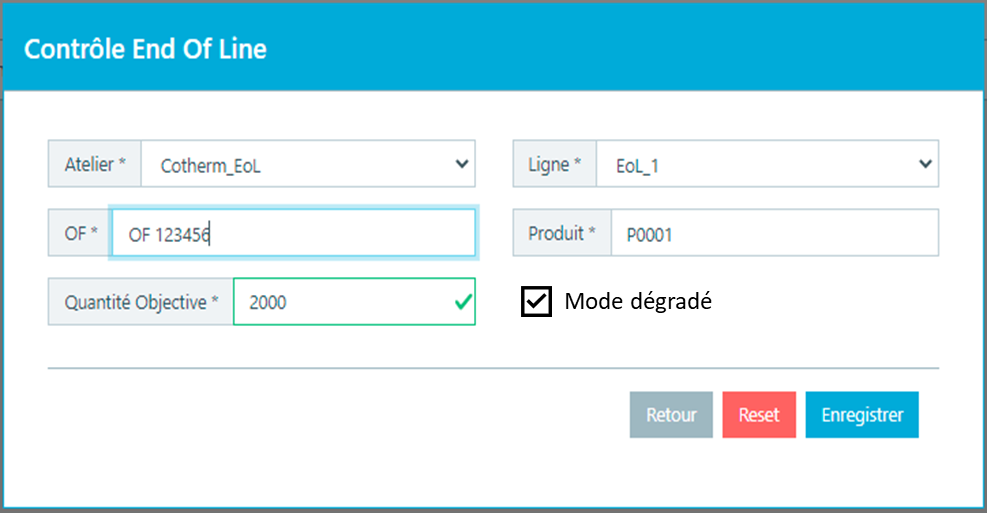 Contrôle End Of Line
Atelier * Cotherm_EoL
Ligne * EoL_1
OF * OF 123456
Produit * P0001
Quantité Objective * 2000
Mode dégradé
Retour Reset Enregistrer